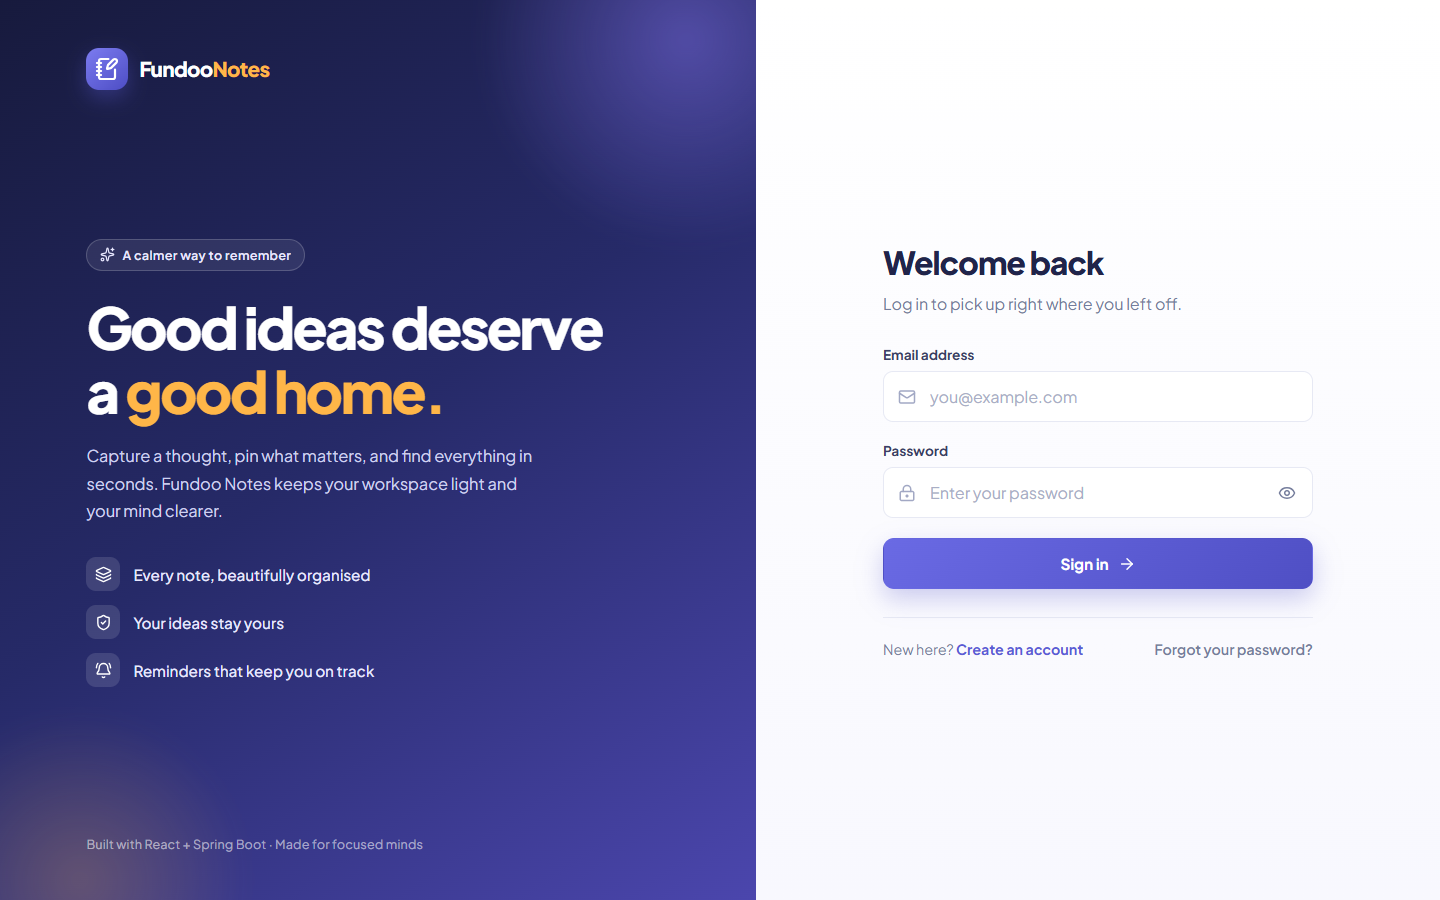 FundooNotes
A calmer way to remember
Good ideas deserve
a good home.
Capture a thought, pin what matters, and find everything in
seconds. Fundoo Notes keeps your workspace light and
your mind clearer.
Every note, beautifully organised
Your ideas stay yours
Reminders that keep you on track
Built with React + Spring Boot · Made for focused minds
Welcome back
Log in to pick up right where you left off.
Email address
you@example.com
Password
Enter your password
Sign in
New here? Create an account
Forgot your password?